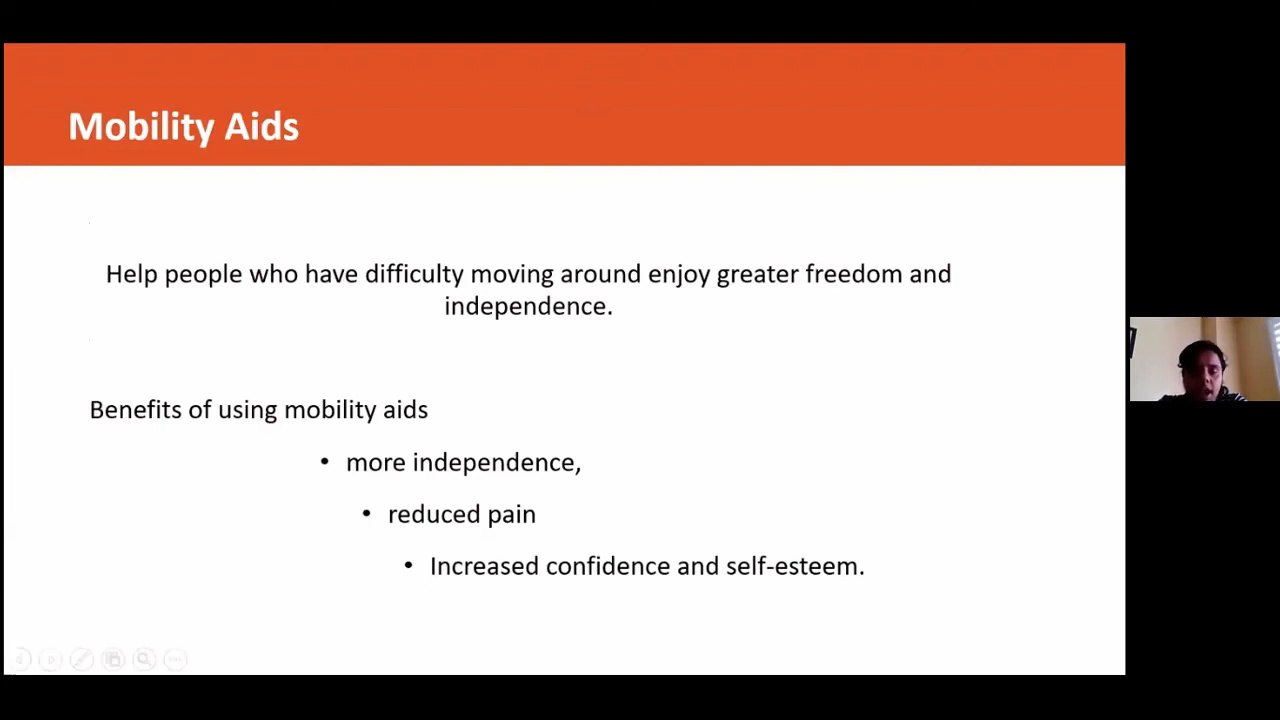 Mobility Aids
Help people who have difficulty moving around enjoy greater freedom and
independence.
Benefits of using mobility aids
• more independence,
• reduced pain
• Increased confidence and self-esteem.